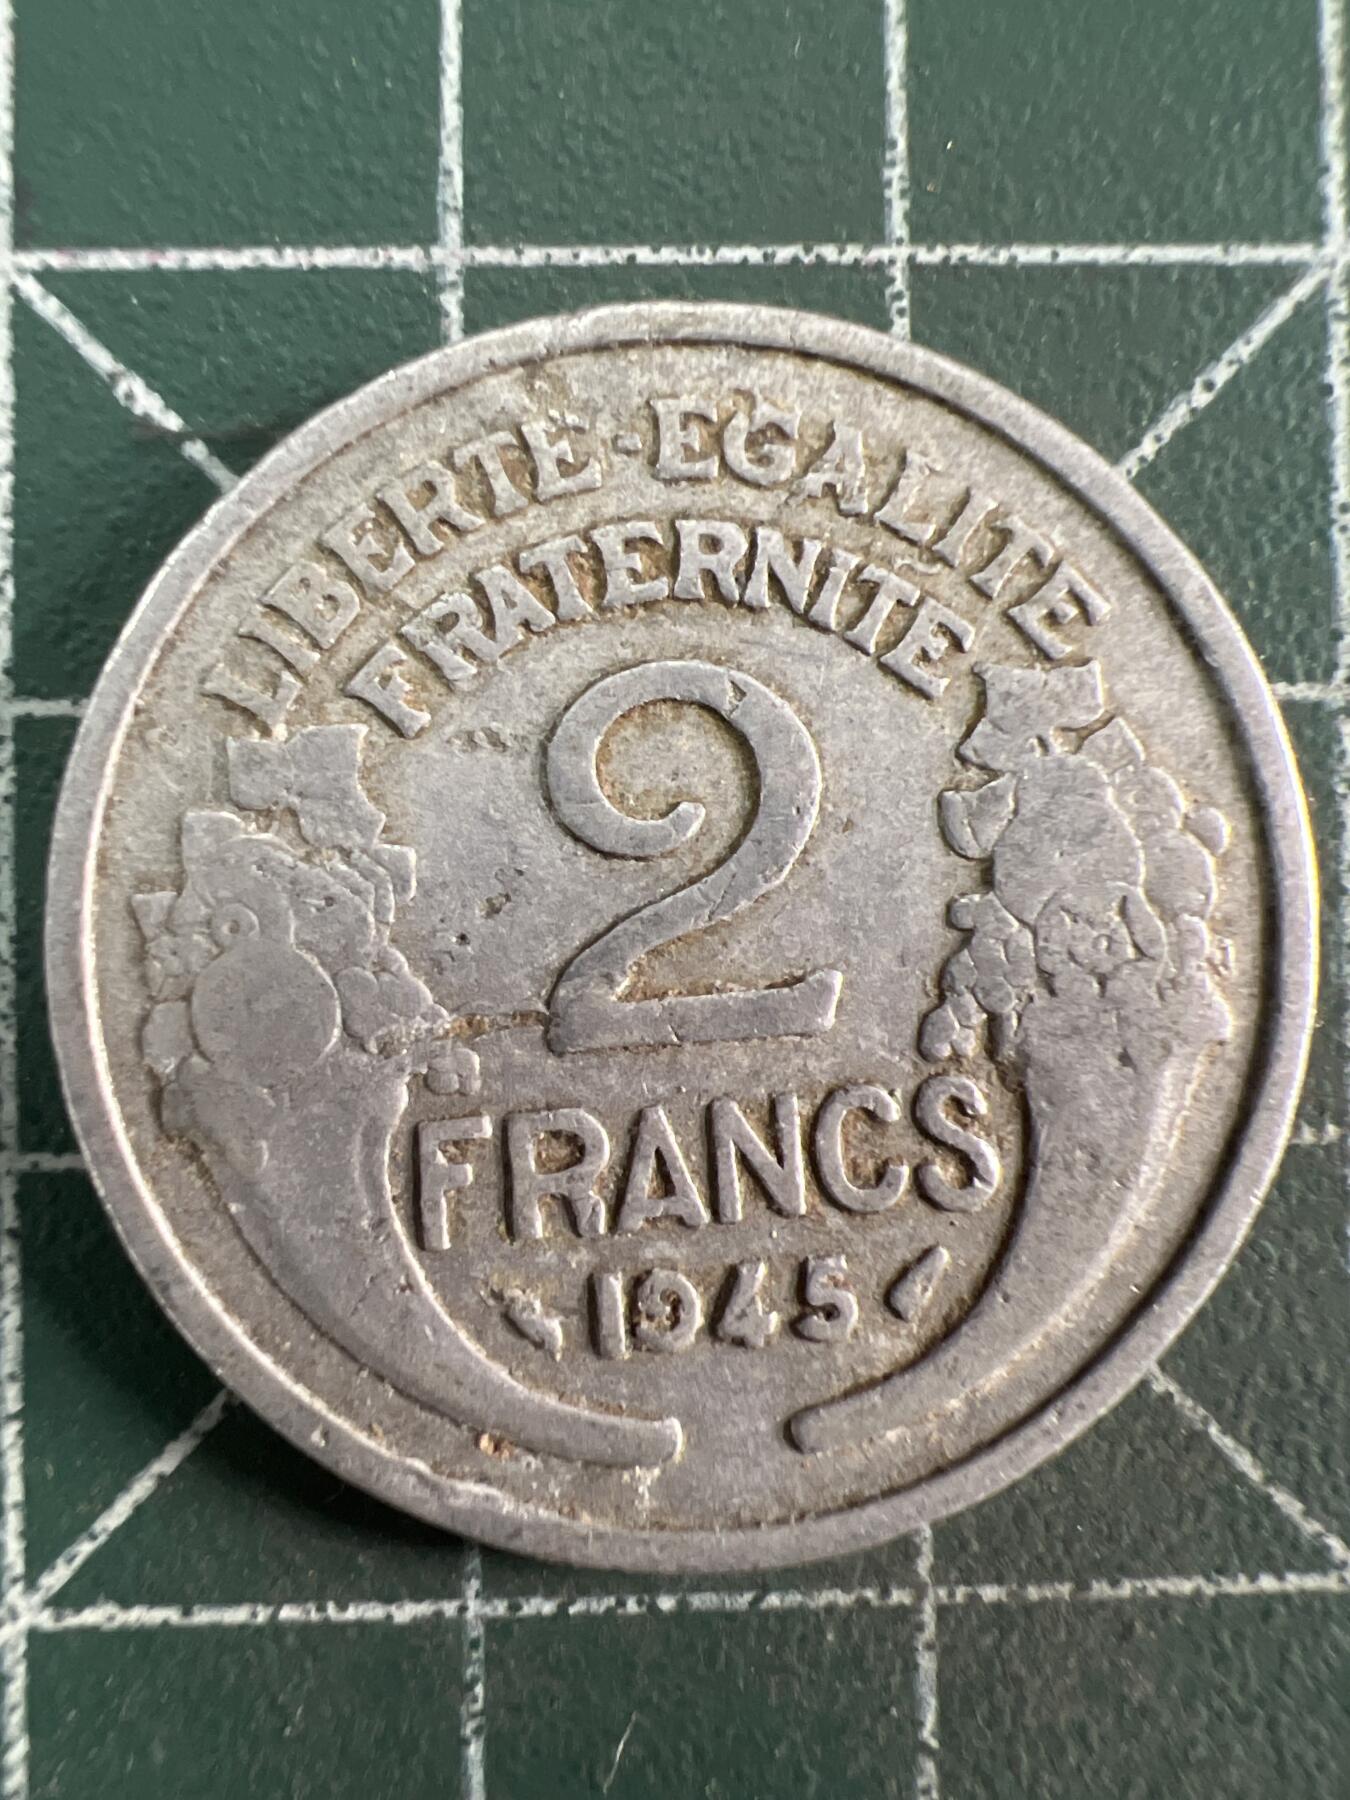 LIBERTE·EGALITE
FRATERNITE
2
FRANCS
1945